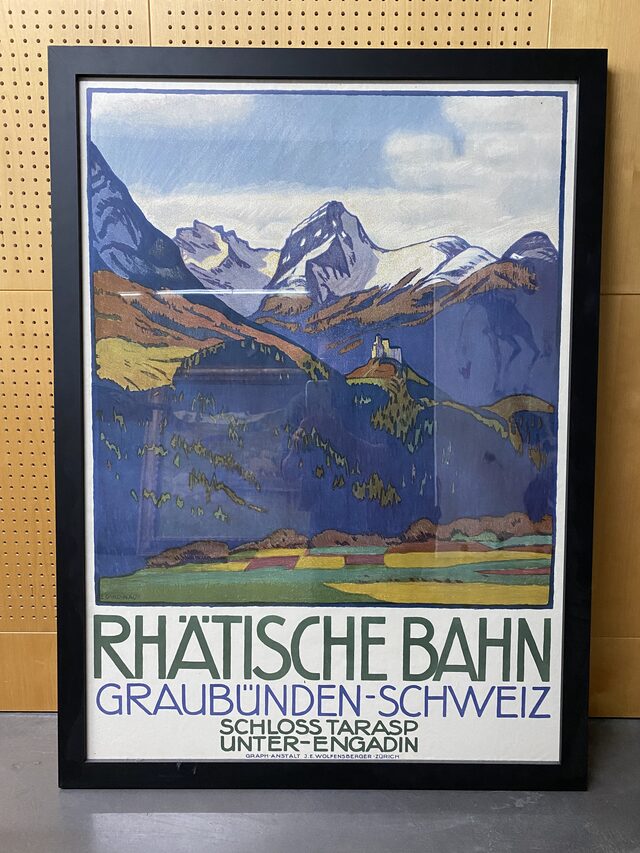 RHÄTISCHE BAHN
GRAUBÜNDEN-SCHWEIZ
SCHLOSS TARASP
UNTER-ENGADIN
GRAPH·ANSTALT J.E.WOLFENSBERGER·ZÜRICH